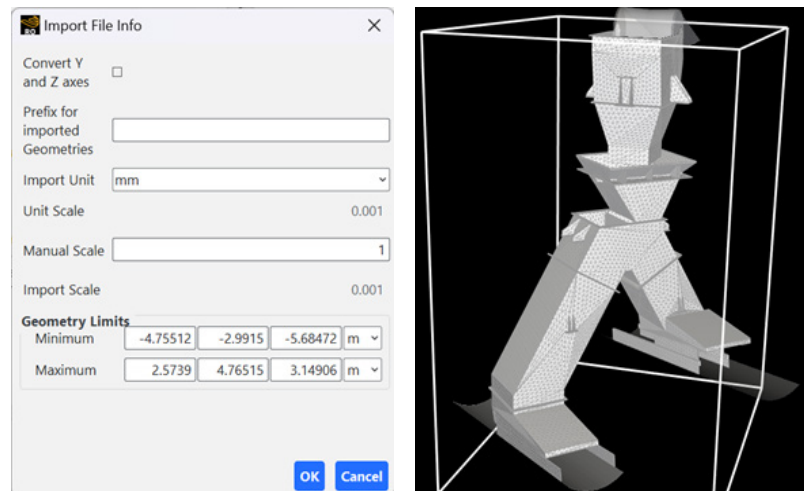 RO Import File Info
Convert Y
and Z axes
Prefix for
imported
Geometries
Import Unit mm
Unit Scale 0.001
Manual Scale 1
Import Scale 0.001
Geometry Limits
Minimum -4.75512 -2.9915 -5.68472 m
Maximum 2.5739 4.76515 3.14906 m
OK Cancel